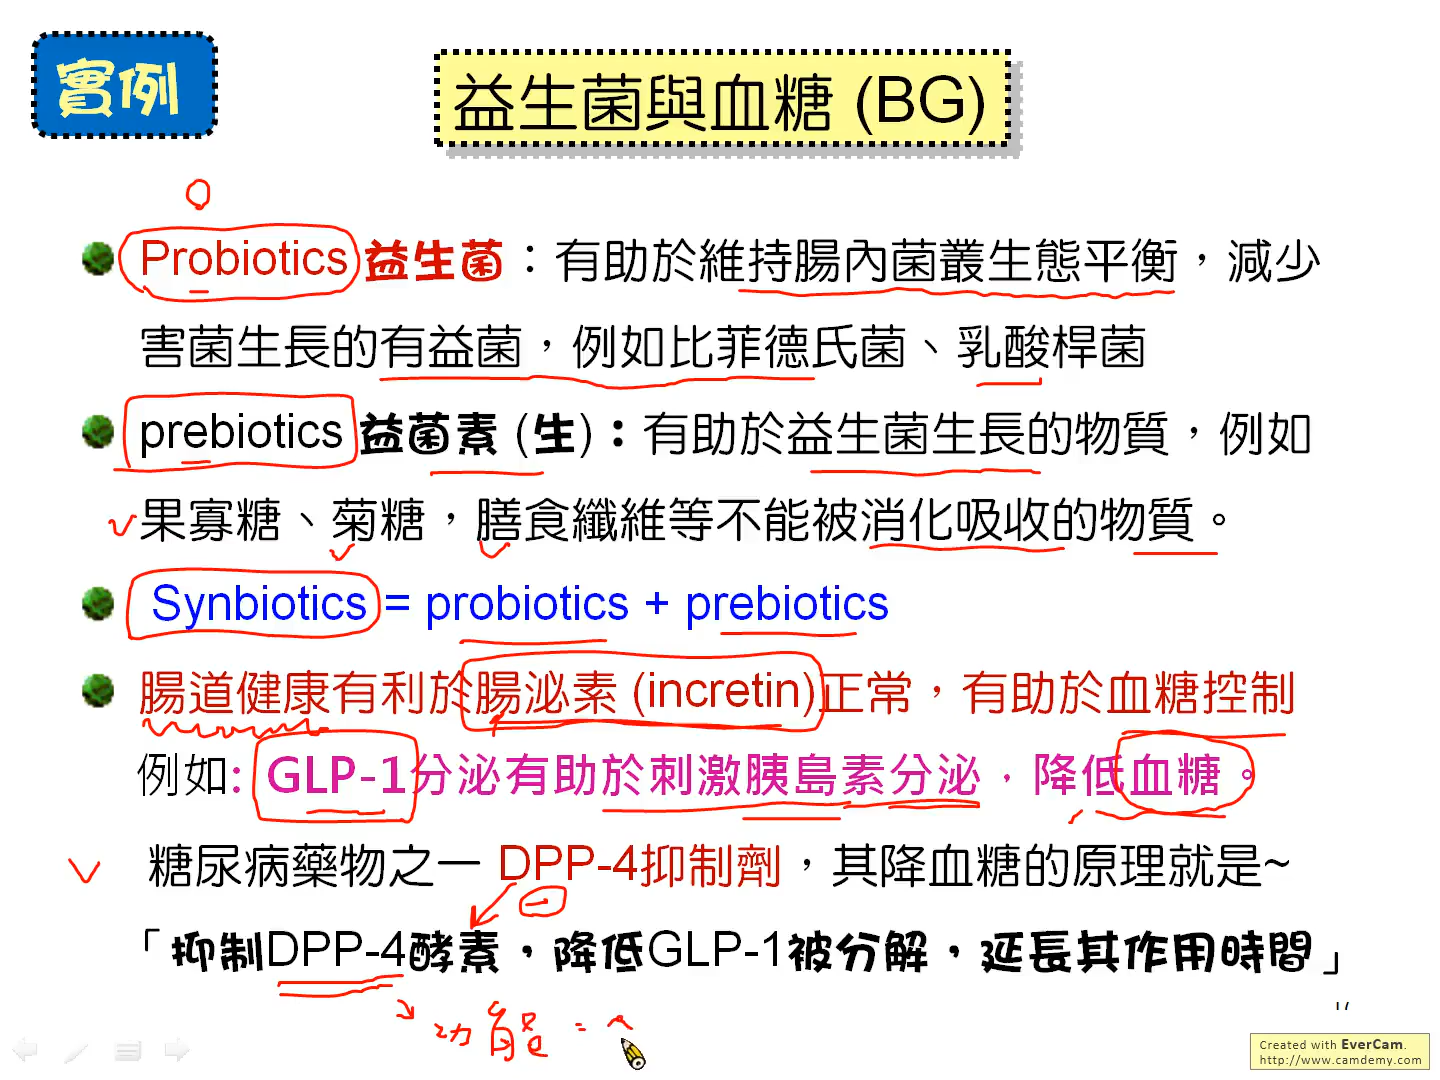 實例
益生菌與血糖 (BG)
Probiotics 益生菌：有助於維持腸內菌叢生態平衡，減少
害菌生長的有益菌，例如比菲德氏菌、乳酸桿菌
prebiotics 益菌素 (生)：有助於益生菌生長的物質，例如
果寡糖、菊糖，膳食纖維等不能被消化吸收的物質。
Synbiotics = probiotics + prebiotics
腸道健康有利於腸泌素 (incretin)正常，有助於血糖控制
例如: GLP-1分泌有助於刺激胰島素分泌，降低血糖。
糖尿病藥物之一 DPP-4抑制劑，其降血糖的原理就是~
「抑制DPP-4酵素，降低GLP-1被分解，延長其作用時間」
功能 =
17
Created with EverCam.
http://www.camdemy.com